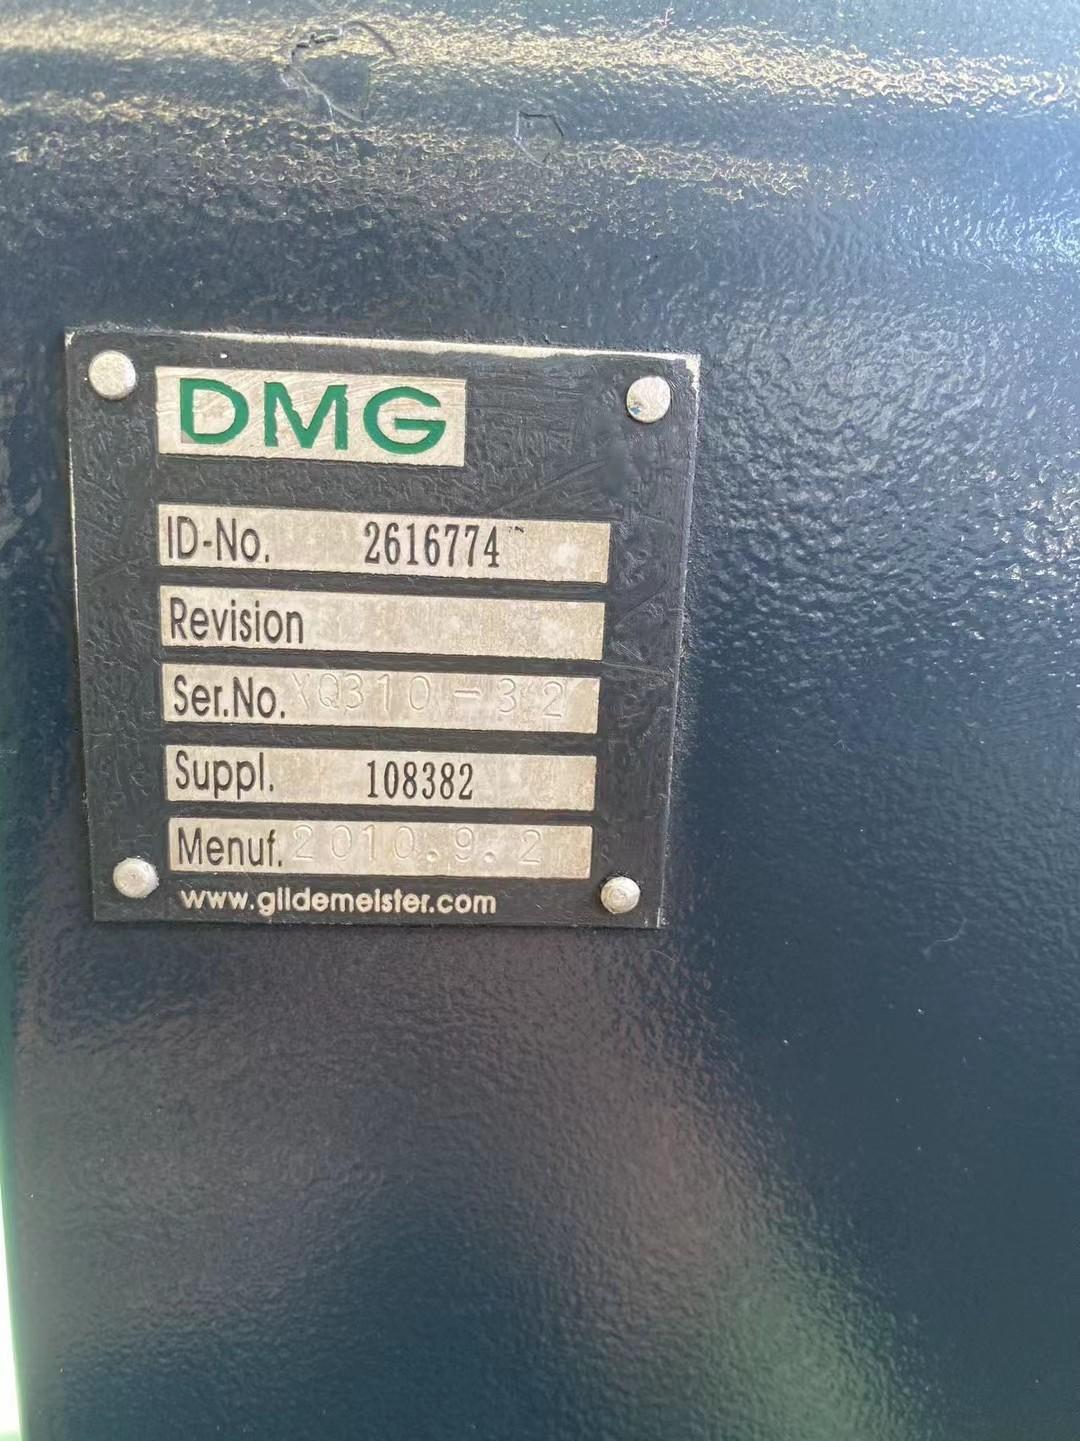 DMG
ID-No. 2616774
Revision
Ser.No. XQ310-32
Suppl. 108382
Menuf. 2010.9.2
www.gildemeister.com